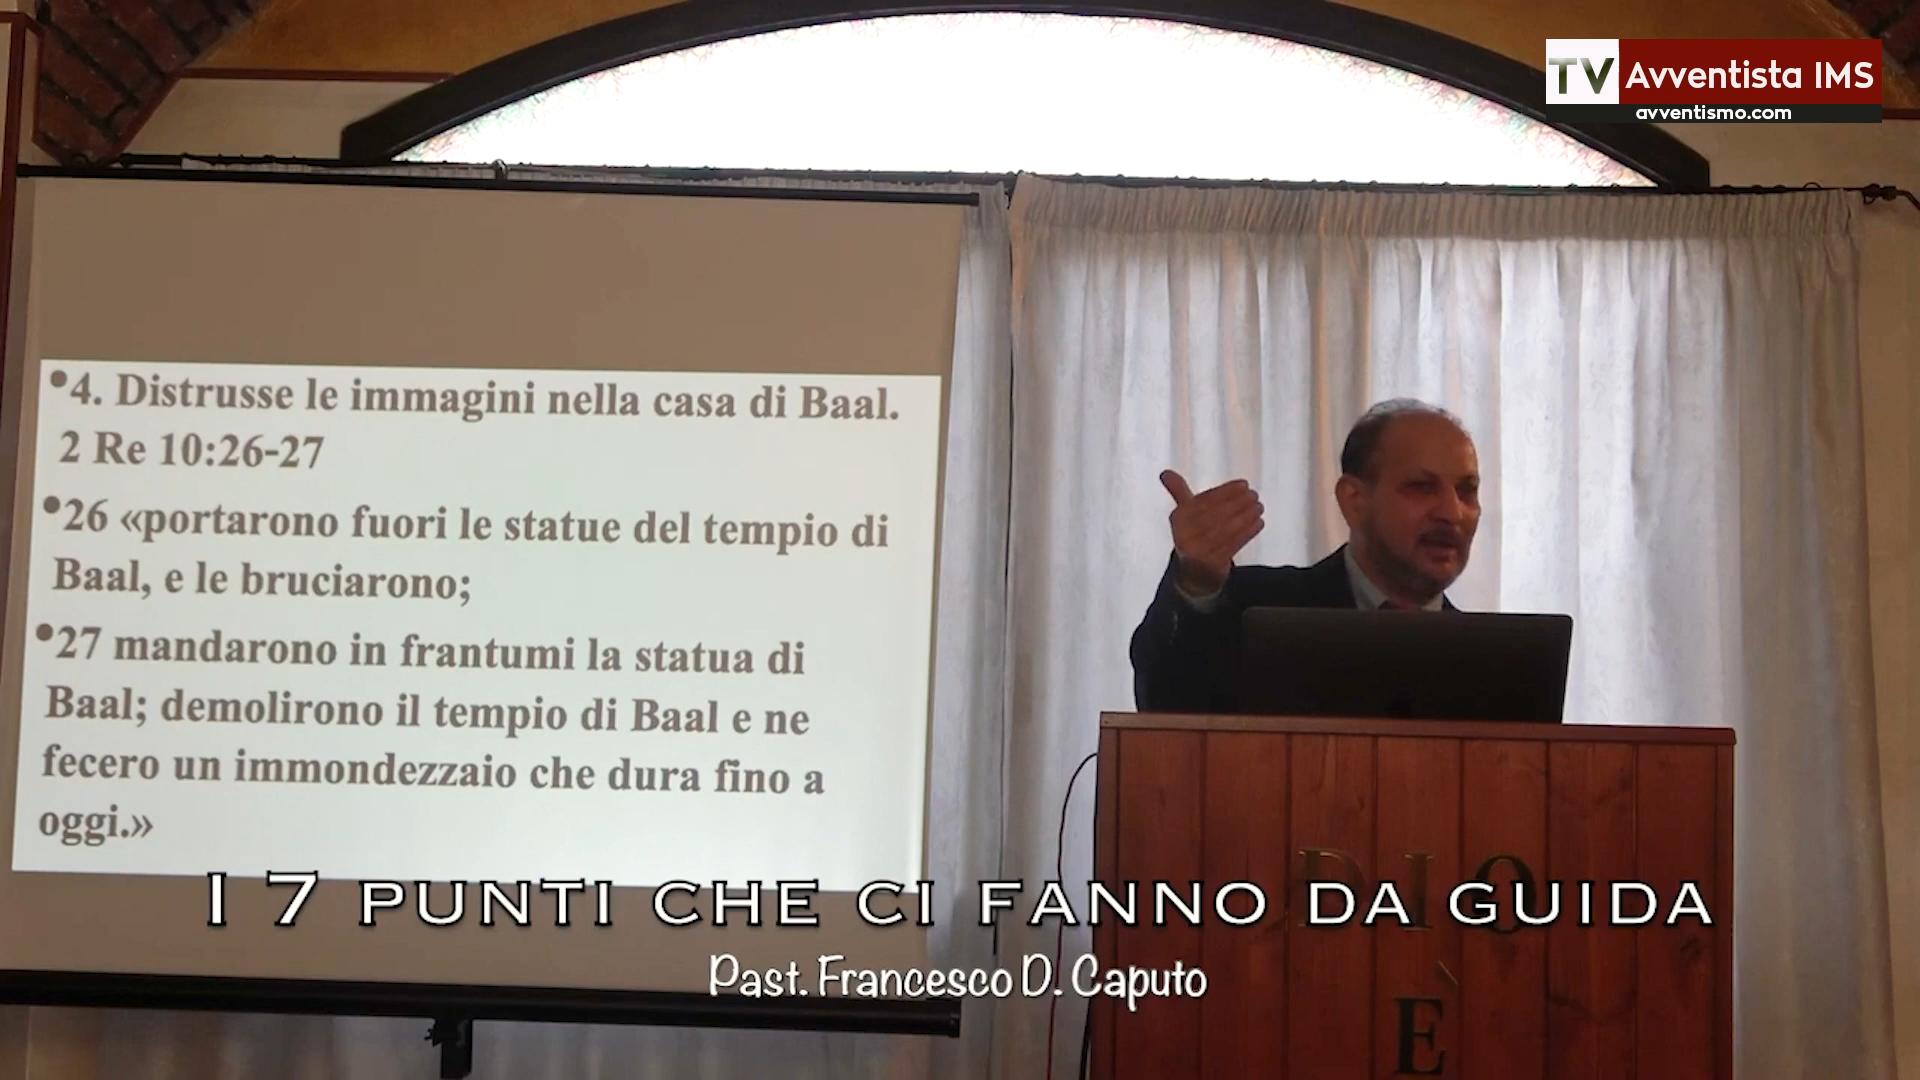 TV Avventista IMS
avventismo.com
•4. Distrusse le immagini nella casa di Baal.
2 Re 10:26-27
•26 «portarono fuori le statue del tempio di
Baal, e le bruciarono;
•27 mandarono in frantumi la statua di
Baal; demolirono il tempio di Baal e ne
fecero un immondezzaio che dura fino a
oggi.»
I 7 PUNTI CHE CI FANNO DA GUIDA
Past. Francesco D. Caputo
DIO
È